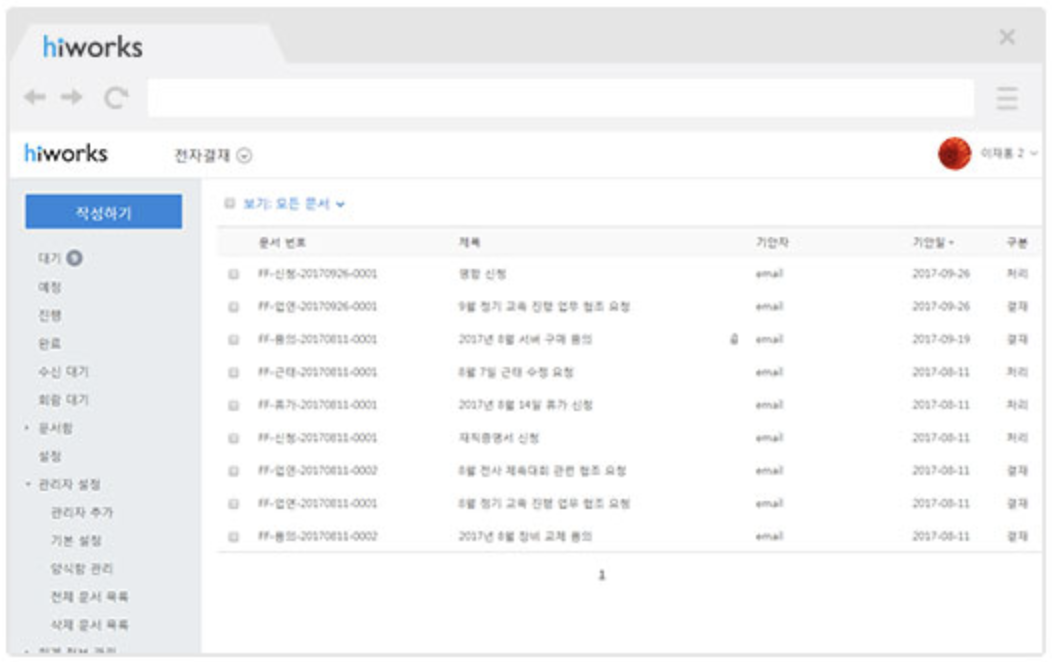 hiworks
hiworks 전자결재 이재홍 2
작성하기
보기: 모든 문서
대기
예정
진행
완료
수신 대기
회람 대기
문서함
설정
관리자 설정
관리자 추가
기본 설정
양식함 관리
전체 문서 목록
삭제 문서 목록
문서 번호 제목 기안자 기안일 구분
FF-신청-20170926-0001 명함 신청 email 2017-09-26 처리
FF-업연-20170926-0001 9월 정기 교육 진행 업무 협조 요청 email 2017-09-26 결재
FF-품의-20170811-0001 2017년 8월 서버 구매 품의 email 2017-09-19 결재
FF-근태-20170811-0001 8월 7일 근태 수정 요청 email 2017-08-11 처리
FF-휴가-20170811-0001 2017년 8월 14일 휴가 신청 email 2017-08-11 처리
FF-신청-20170811-0001 재직증명서 신청 email 2017-08-11 처리
FF-업연-20170811-0002 8월 전사 체육대회 관련 협조 요청 email 2017-08-11 결재
FF-업연-20170811-0001 8월 정기 교육 진행 업무 협조 요청 email 2017-08-11 결재
FF-품의-20170811-0002 2017년 8월 장비 교체 품의 email 2017-08-11 결재
1